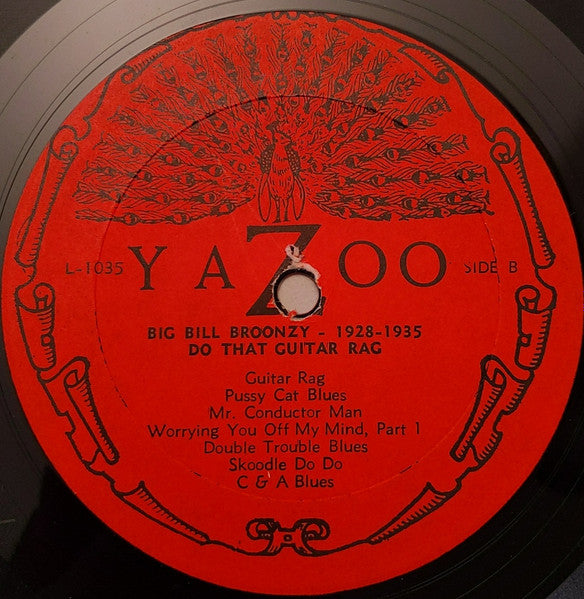 L-1035 YAZOO SIDE B
BIG BILL BROONZY - 1928-1935
DO THAT GUITAR RAG
Guitar Rag
Pussy Cat Blues
Mr. Conductor Man
Worrying You Off My Mind, Part 1
Double Trouble Blues
Skoodle Do Do
C & A Blues